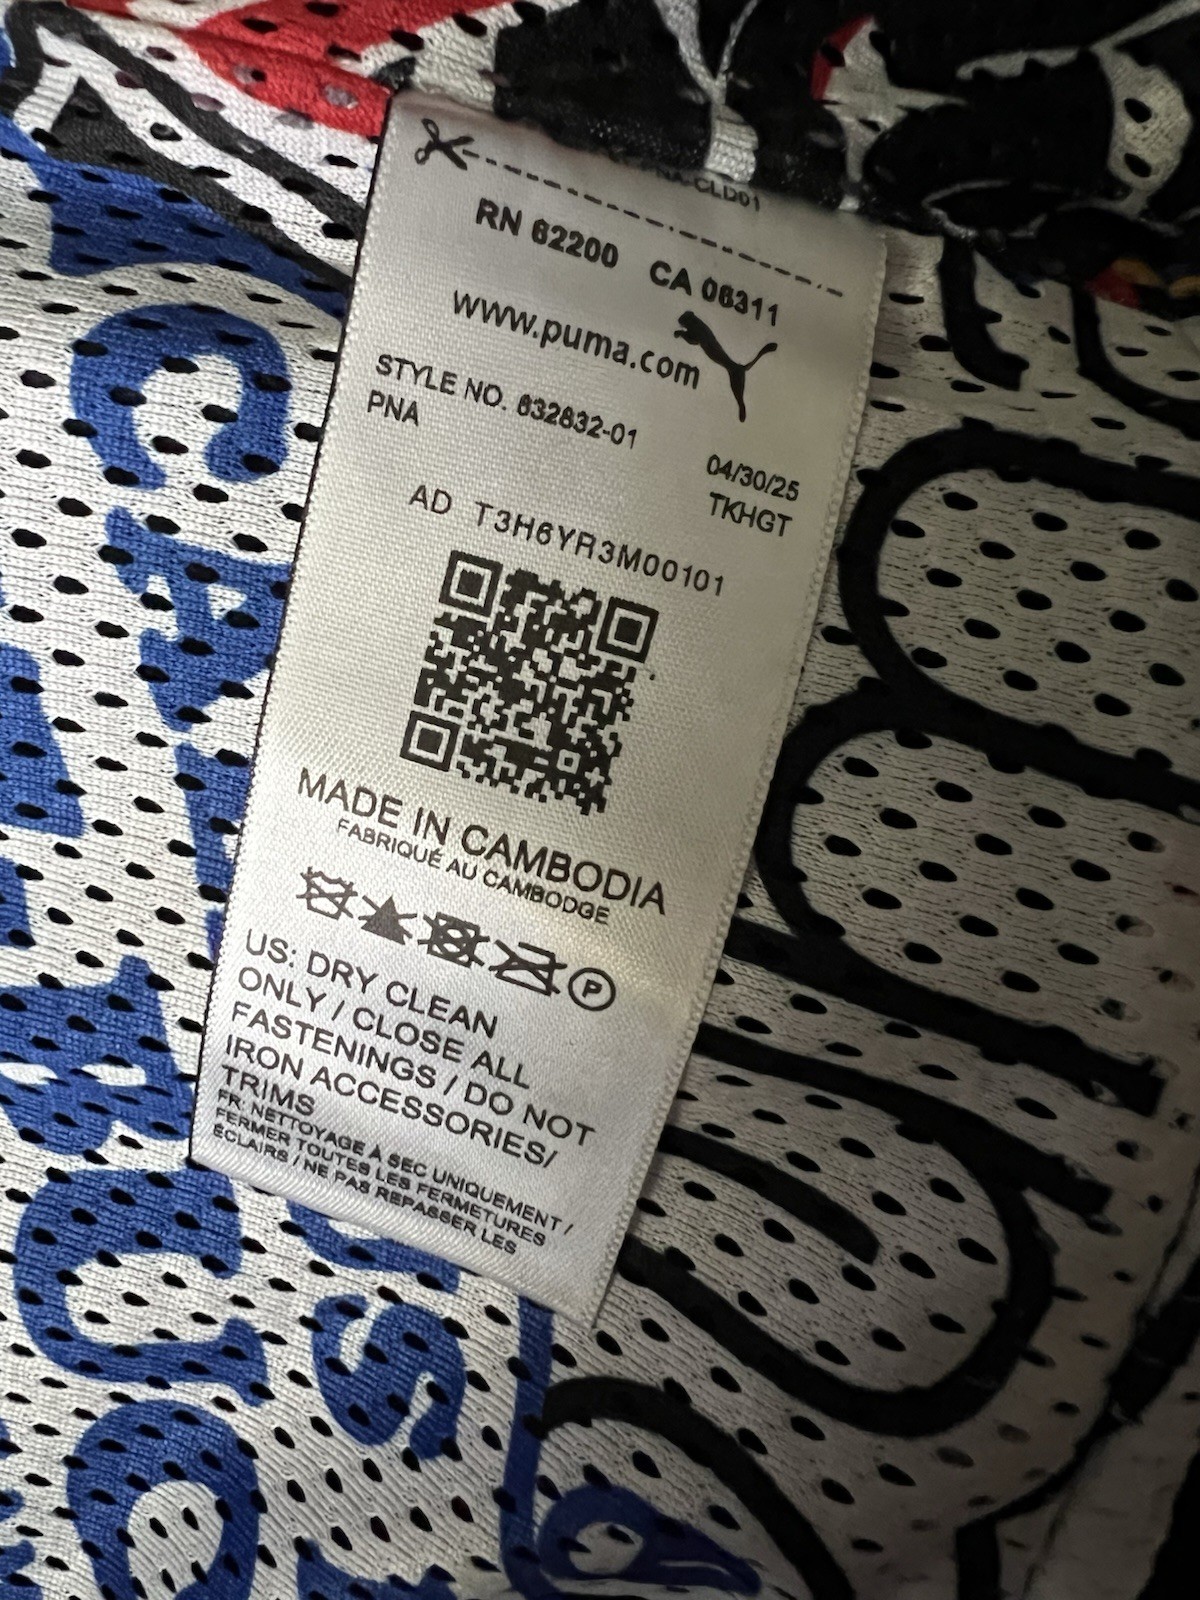 NA-CLD01
RN 62200 CA 06311
www.puma.com
STYLE NO. 632832-01
PNA
04/30/25
TKHGT
AD T3H6YR3M00101
MADE IN CAMBODIA
FABRIQUÉ AU CAMBODGE
P
US: DRY CLEAN
ONLY / CLOSE ALL
FASTENINGS / DO NOT
IRON ACCESSORIES/
TRIMS
FR: NETTOYAGE À SEC UNIQUEMENT /
FERMER TOUTES LES FERMETURES
ÉCLAIRS / NE PAS REPASSER LES